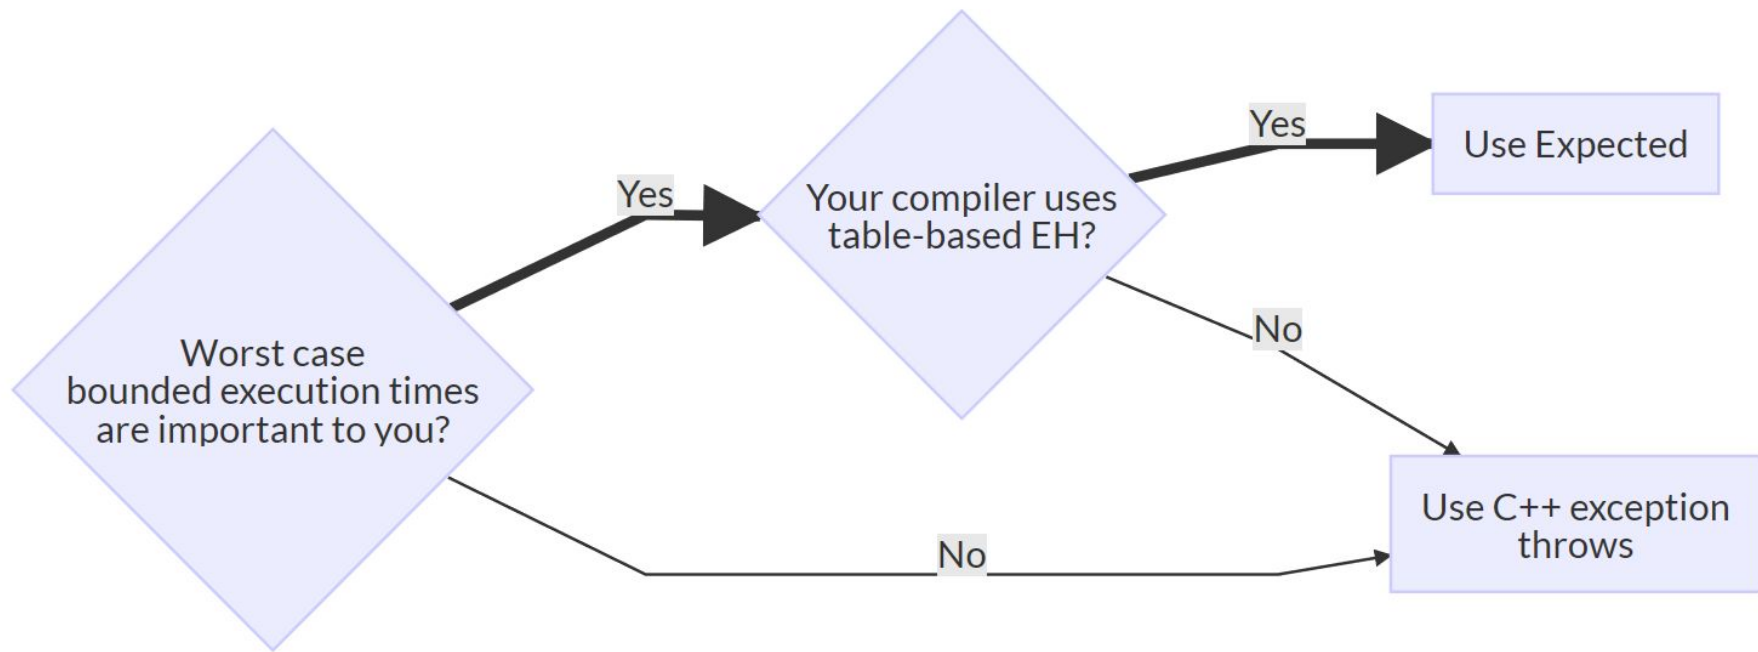 Worst case
bounded execution times
are important to you?
Yes
Your compiler uses
table-based EH?
Yes
Use Expected
No
No
Use C++ exception
throws